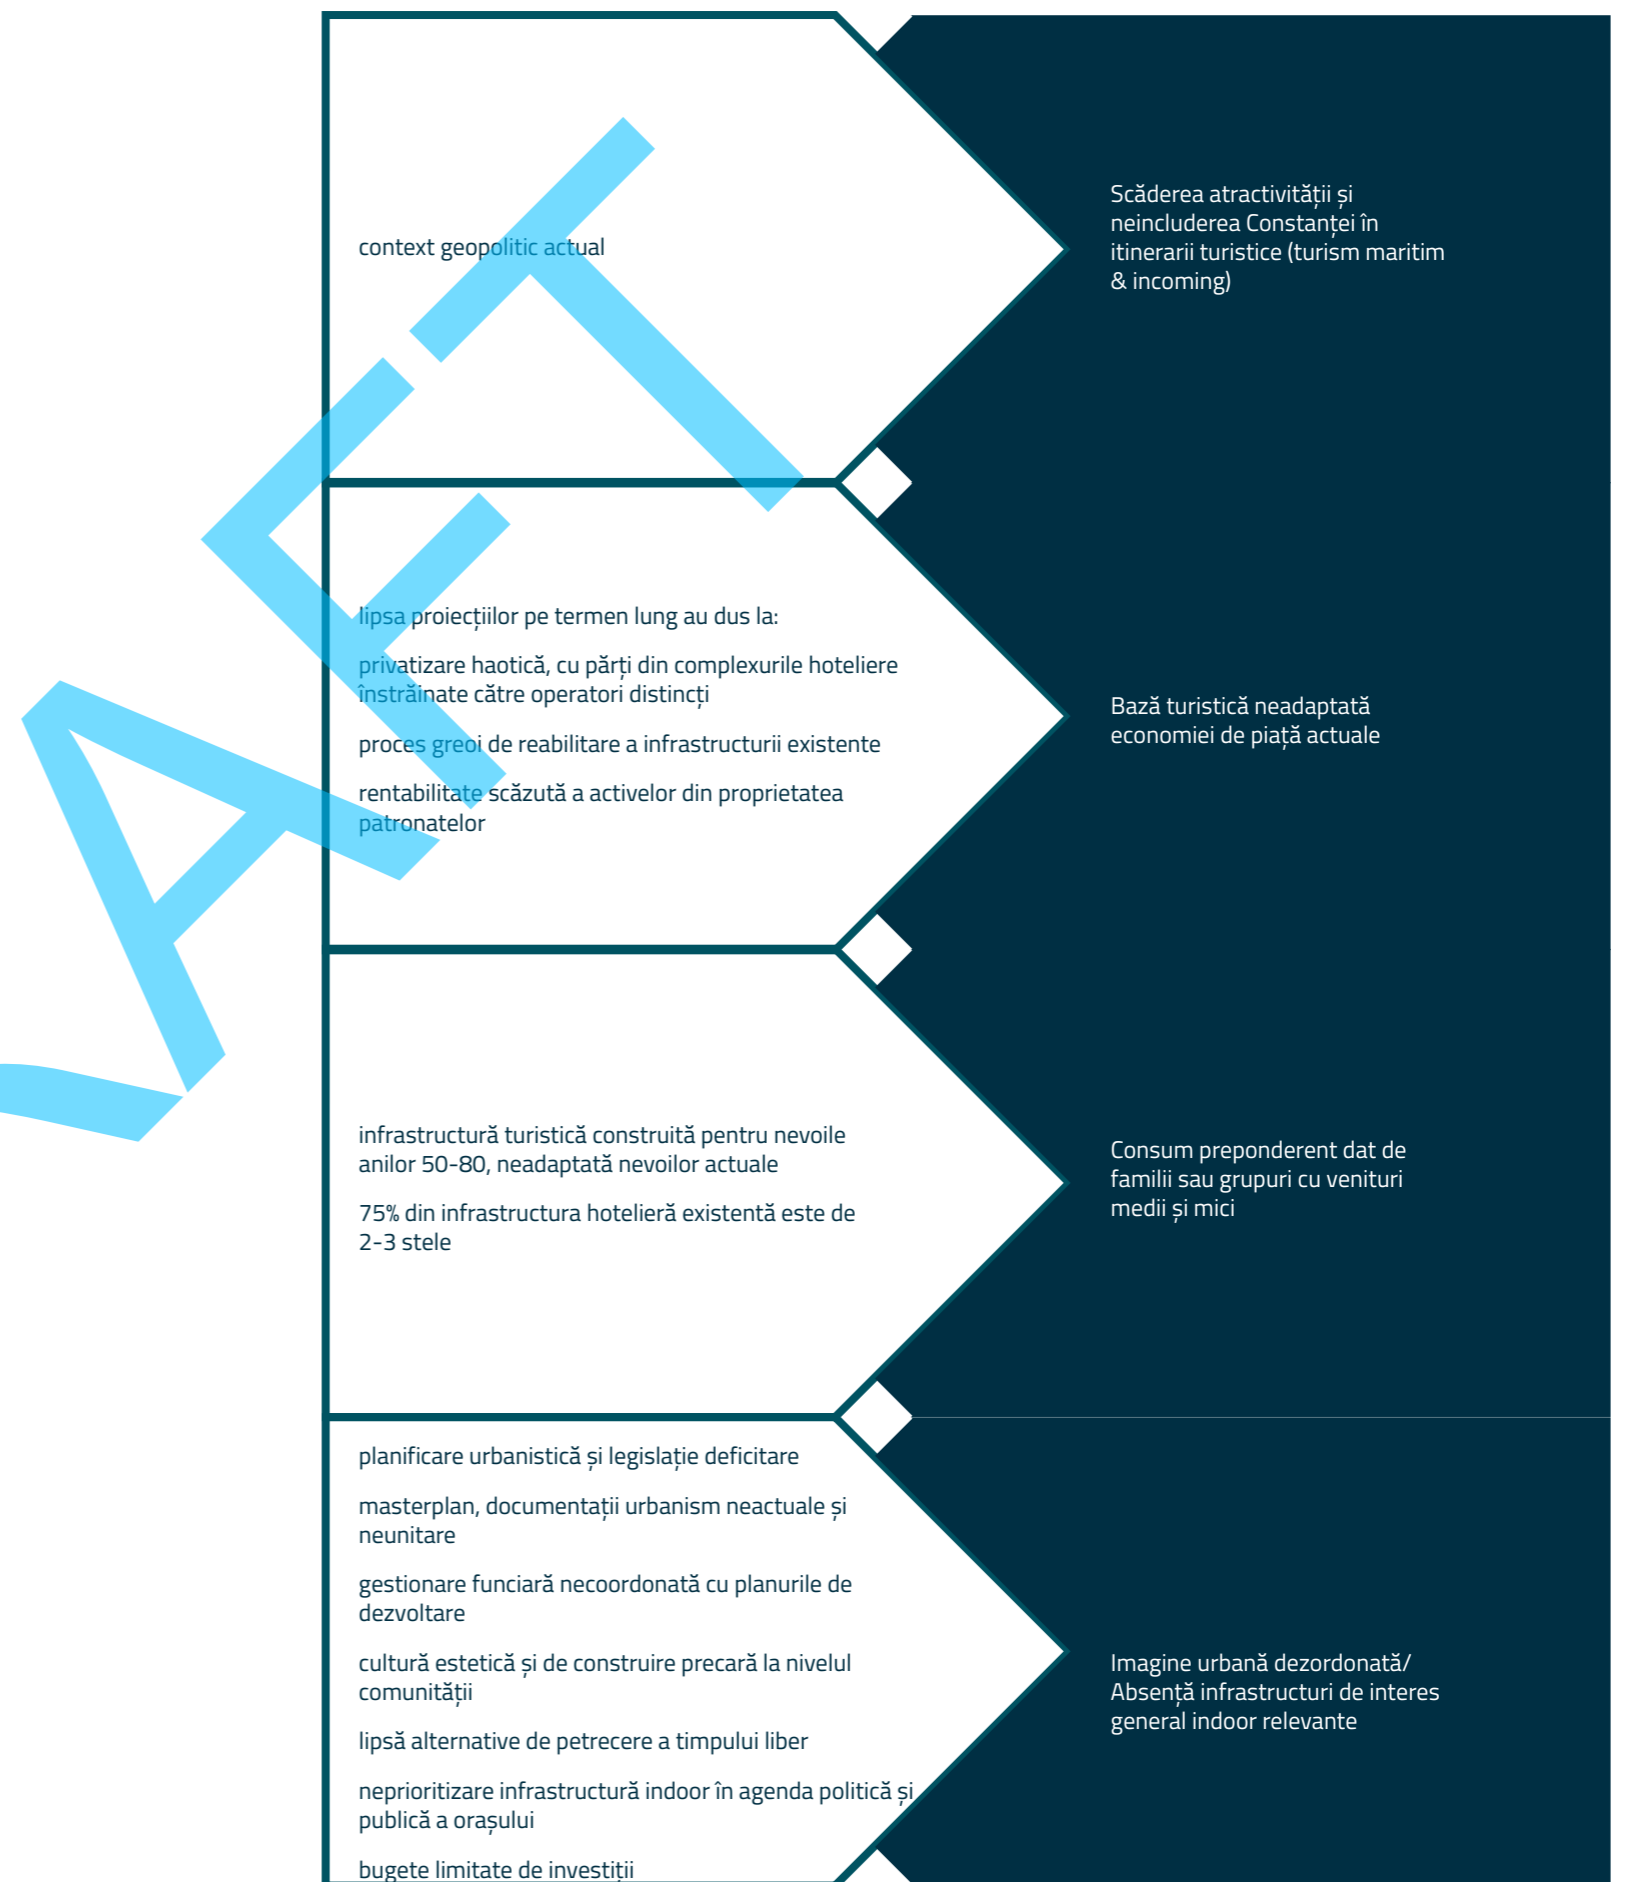 context geopolitic actual
Scăderea atractivității și
neincluderea Constanței în
itinerarii turistice (turism maritim
& incoming)
lipsa proiecțiilor pe termen lung au dus la:
privatizare haotică, cu părți din complexurile hoteliere
înstrăinate către operatori distincți
proces greoi de reabilitare a infrastructurii existente
rentabilitate scăzută a activelor din proprietatea
patronatelor
Bază turistică neadaptată
economiei de piață actuale
infrastructură turistică construită pentru nevoile
anilor 50-80, neadaptată nevoilor actuale
75% din infrastructura hotelieră existentă este de
2-3 stele
Consum preponderent dat de
familii sau grupuri cu venituri
medii și mici
planificare urbanistică și legislație deficitare
masterplan, documentații urbanism neactuale și
neunitare
gestionare funciară necoordonată cu planurile de
dezvoltare
cultură estetică și de construire precară la nivelul
comunității
lipsă alternative de petrecere a timpului liber
neprioritizare infrastructură indoor în agenda politică și
publică a orașului
bugete limitate de investiții
Imagine urbană dezordonată/
Absență infrastructuri de interes
general indoor relevante
AFT